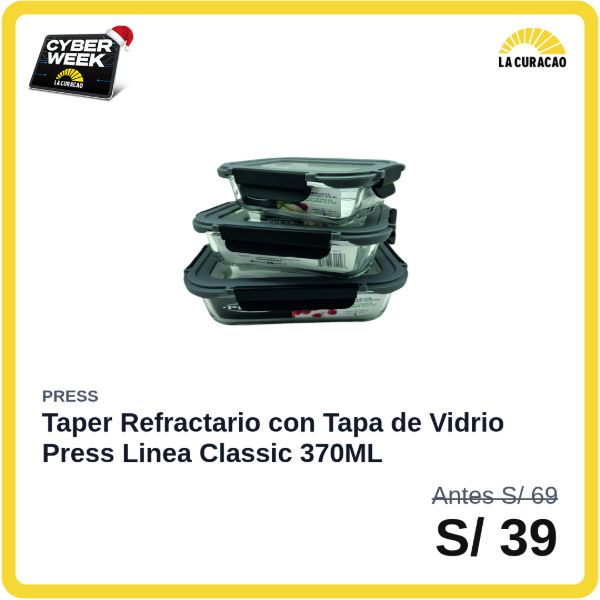 CYBER
WEEK
LA CURACAO
LA CURACAO
PRESS
Taper Refractario con Tapa de Vidrio
Press Linea Classic 370ML
Antes S/ 69
S/ 39